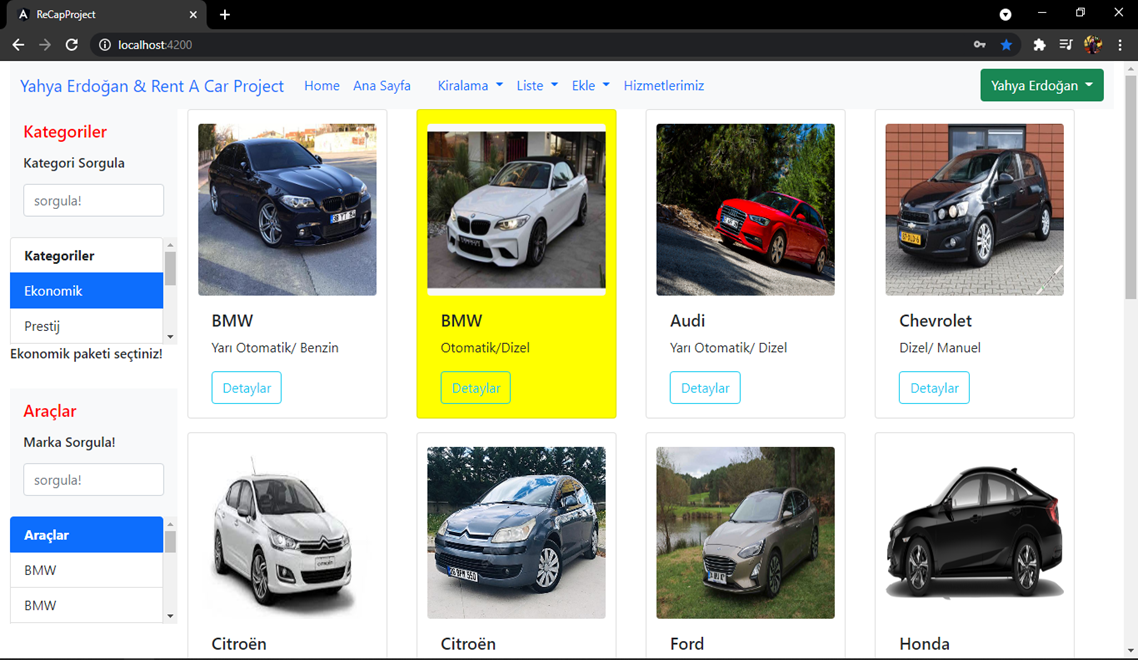 ReCapProject
localhost:4200
Yahya Erdoğan & Rent A Car Project
Home
Ana Sayfa
Kiralama
Liste
Ekle
Hizmetlerimiz
Yahya Erdoğan
Kategoriler
Kategori Sorgula
sorgula!
Kategoriler
Ekonomik
Prestij
Ekonomik paketi seçtiniz!
Araçlar
Marka Sorgula!
sorgula!
Araçlar
BMW
BMW
BMW
Yarı Otomatik/ Benzin
Detaylar
BMW
Otomatik/Dizel
Detaylar
Audi
Yarı Otomatik/ Dizel
Detaylar
Chevrolet
Dizel/ Manuel
Detaylar
Citroën
Citroën
Ford
Honda